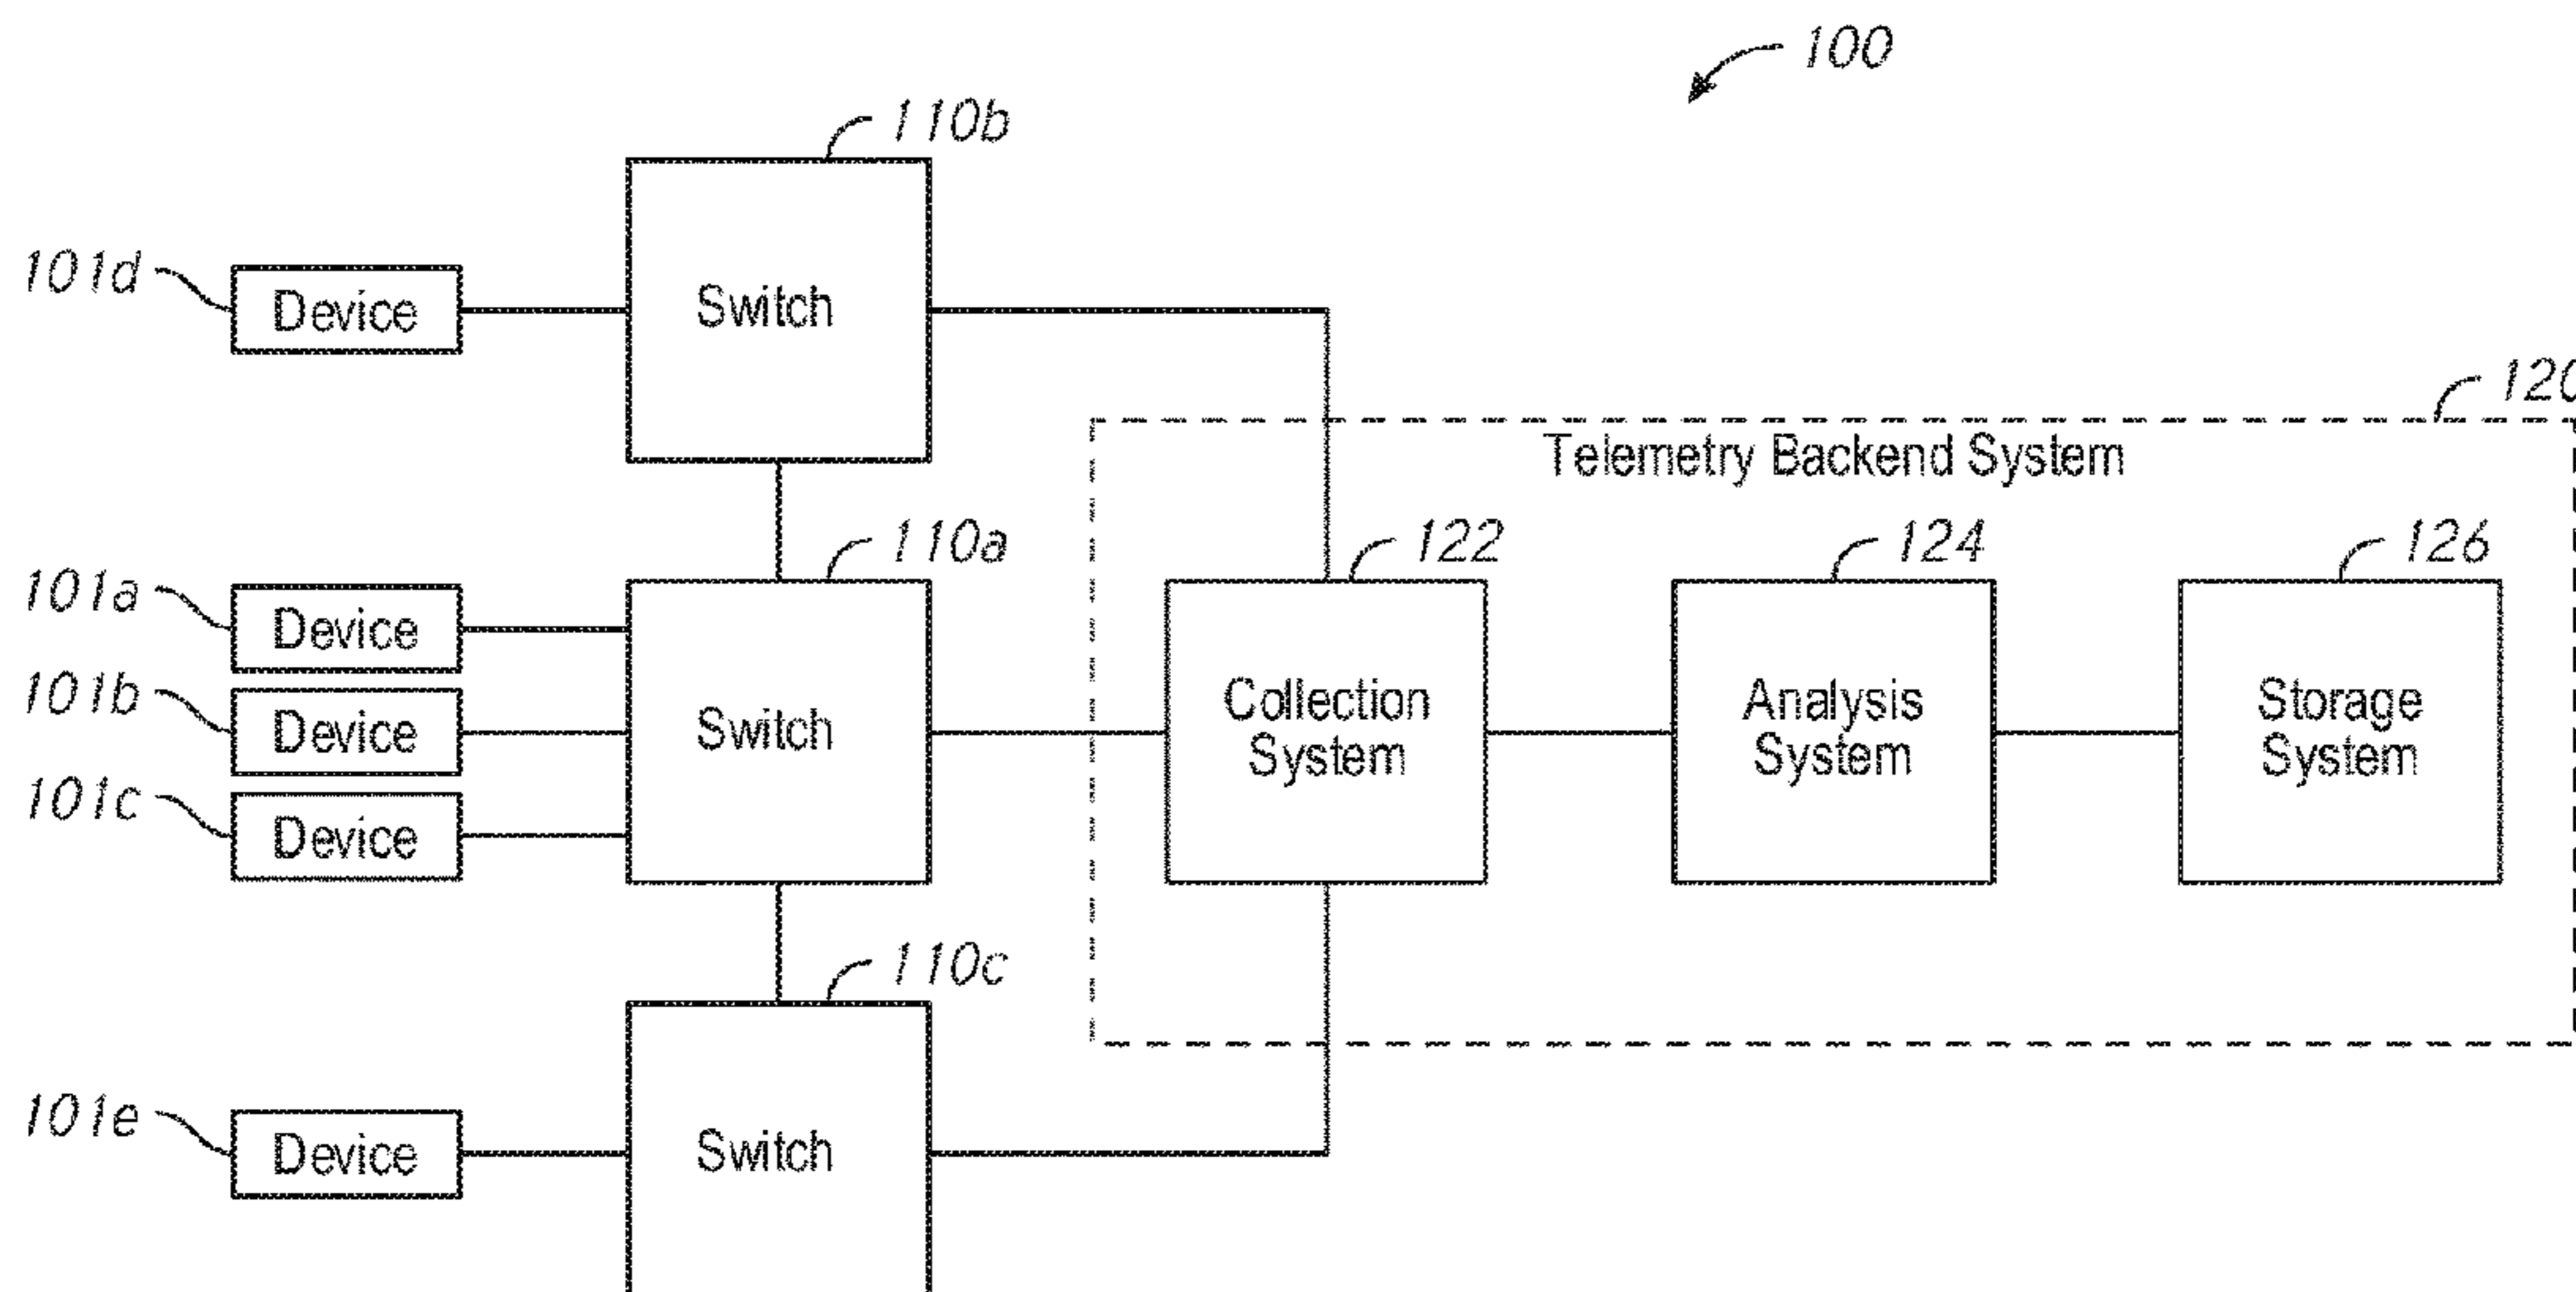 100
110b
101d
Device
Switch
120
Telemetry Backend System
110a
122
124
126
101a
Device
101b
Device
101c
Device
Switch
Collection
System
Analysis
System
Storage
System
110c
101e
Device
Switch